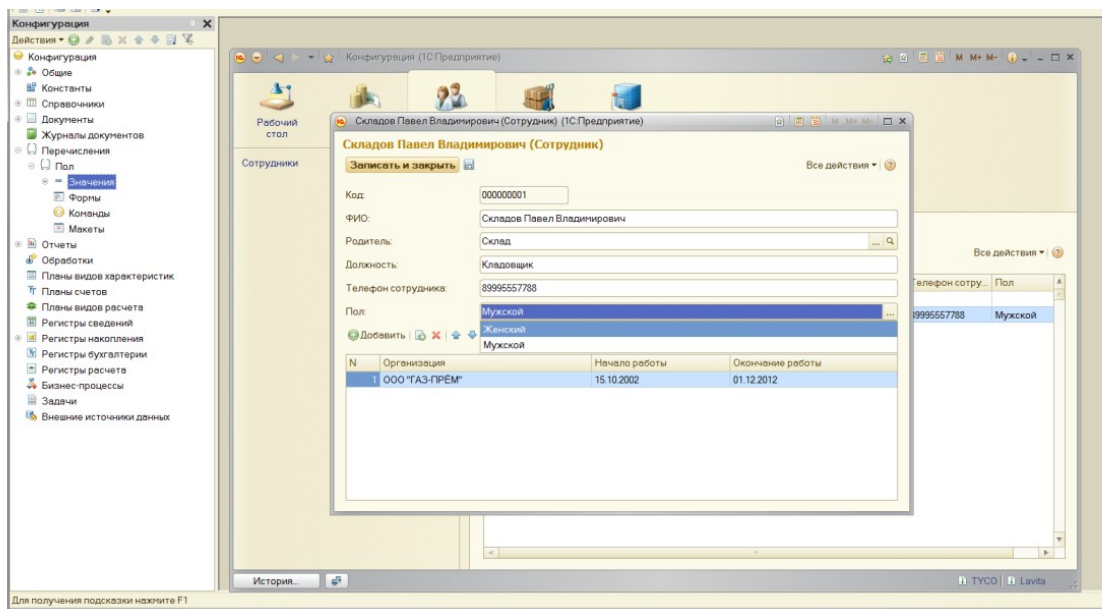 Конфигурация
Действия
Конфигурация
Общие
Константы
Справочники
Документы
Журналы документов
Перечисления
Пол
Значения
Формы
Команды
Макеты
Отчеты
Обработки
Планы видов характеристик
Планы счетов
Планы видов расчета
Регистры сведений
Регистры накопления
Регистры бухгалтерии
Регистры расчета
Бизнес-процессы
Задачи
Внешние источники данных
Конфигурация (1С:Предприятие)
M M+ M-
Рабочий
стол
Сотрудники
Складов Павел Владимирович (Сотрудник) (1С:Предприятие)
M M+ M-
Складов Павел Владимирович (Сотрудник)
Записать и закрыть
Все действия
Код:
000000001
ФИО:
Складов Павел Владимирович
Родитель:
Склад
Должность:
Кладовщик
Телефон сотрудника:
89995557788
Пол:
Мужской
Женский
Мужской
Добавить
N Организация Начало работы Окончание работы
1 ООО "ГАЗ-ПРЁМ" 15.10.2002 01.12.2012
Все действия
Телефон сотру... Пол
89995557788 Мужской
История...
TYCO Lavita
Для получения подсказки нажмите F1